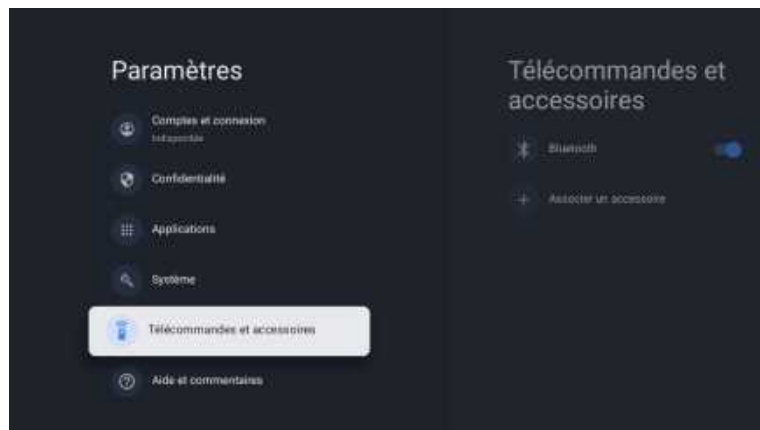 Paramètres
Comptes et connexion
Indisponible
Confidentialité
Applications
Système
Télécommandes et accessoires
Aide et commentaires
Télécommandes et
accessoires
Bluetooth
Associer un accessoire